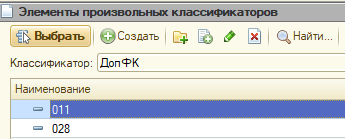 Элементы произвольных классификаторов
Выбрать Создать Найти...
Классификатор: ДопФК
Наименование
011
028